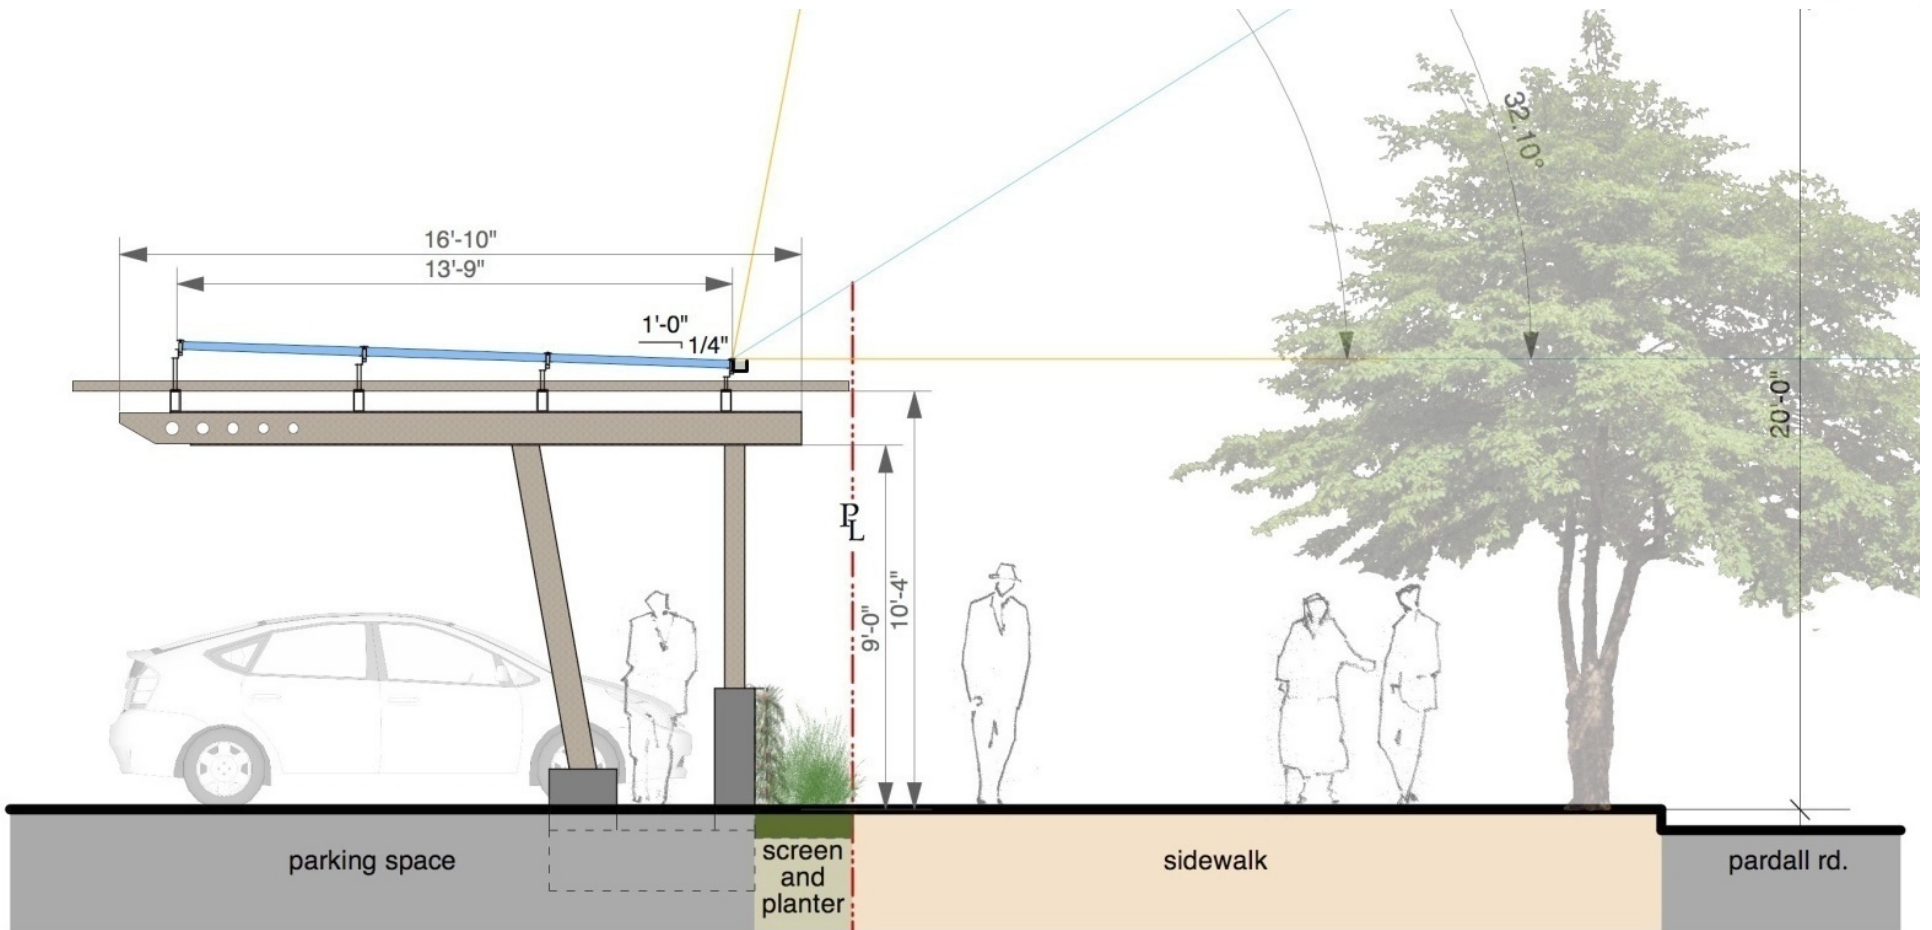 32.10°
16'-10"
13'-9"
1'-0"
1/4"
20'-0"
PL
10'-4"
9'-0"
parking space
screen
and
planter
sidewalk
pardall rd.